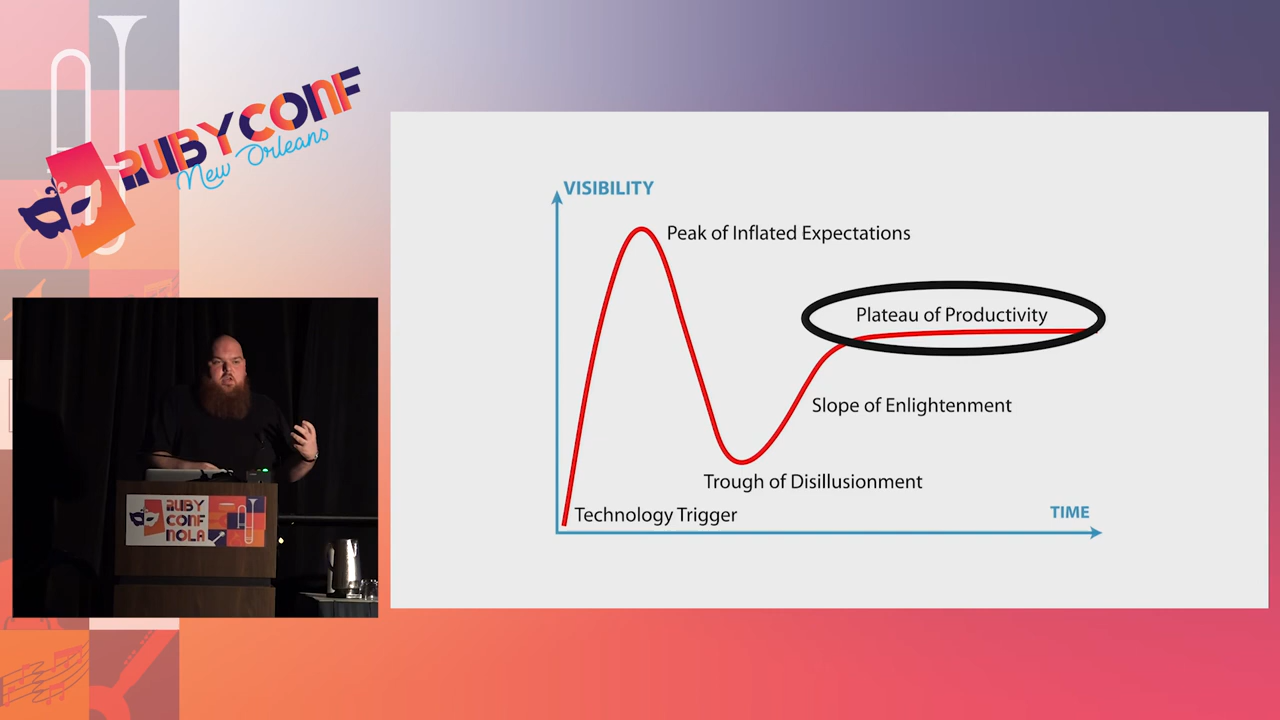 RUBYCONF
New Orleans
VISIBILITY
Peak of Inflated Expectations
Plateau of Productivity
Slope of Enlightenment
Trough of Disillusionment
Technology Trigger
TIME
RUBY
CONF
NOLA